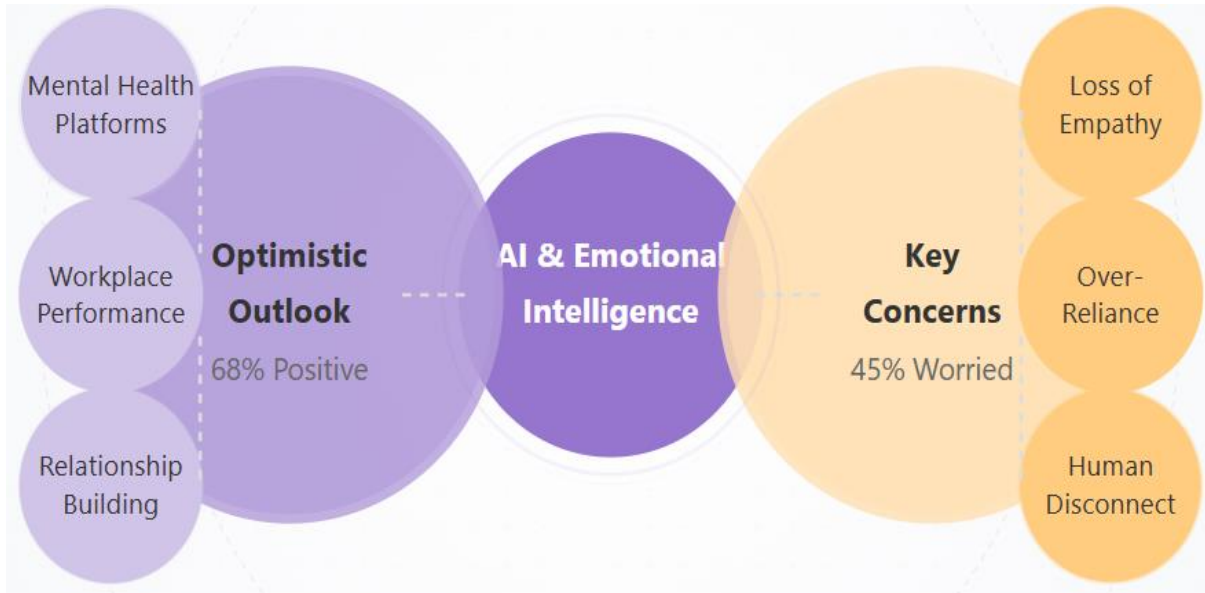 Mental Health
Platforms
Workplace
Performance
Relationship
Building
Optimistic
Outlook
68% Positive
AI & Emotional
Intelligence
Key
Concerns
45% Worried
Loss of
Empathy
Over-
Reliance
Human
Disconnect